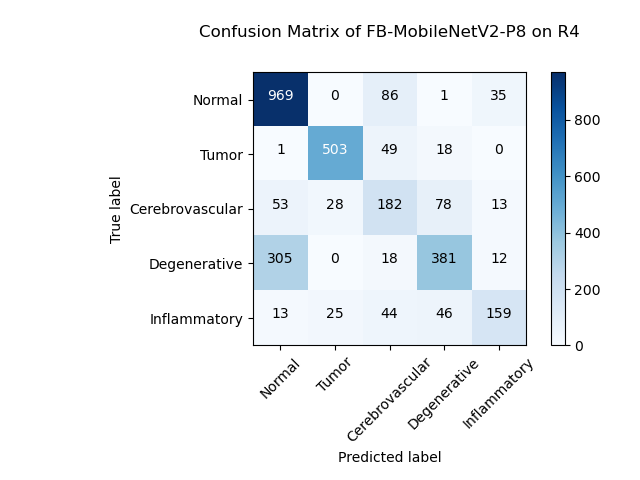 Confusion Matrix of FB-MobileNetV2-P8 on R4
True label
Normal 969 0 86 1 35
Tumor 1 503 49 18 0
Cerebrovascular 53 28 182 78 13
Degenerative 305 0 18 381 12
Inflammatory 13 25 44 46 159
Normal Tumor Cerebrovascular Degenerative Inflammatory
Predicted label
800
600
400
200
0